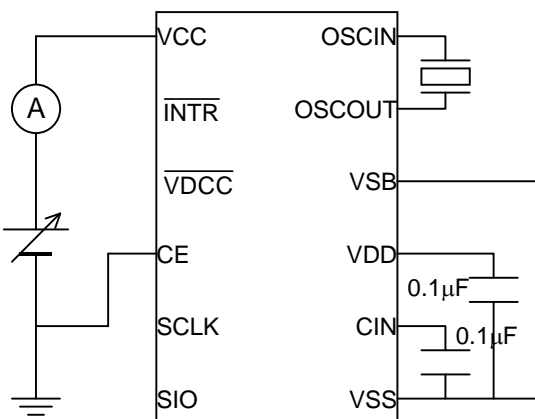 VCC
OSCIN
A
INTR
OSCOUT
VDCC
VSB
CE
VDD
0.1μF
SCLK
CIN
0.1μF
SIO
VSS